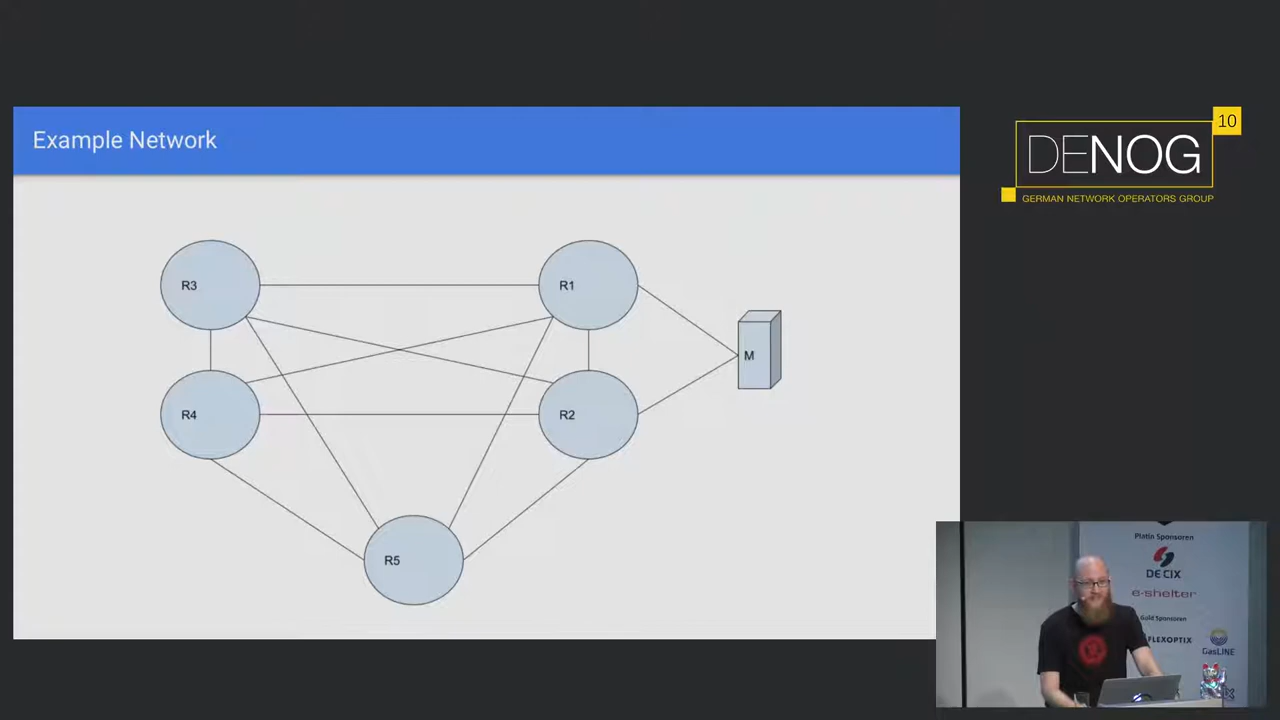 Example Network
R3
R1
M
R4
R2
R5
DENOG
10
GERMAN NETWORK OPERATORS GROUP
Platin Sponsoren
DE CIX
e-shelter
Gold Sponsoren
FLEXOPTIX
GasLINE